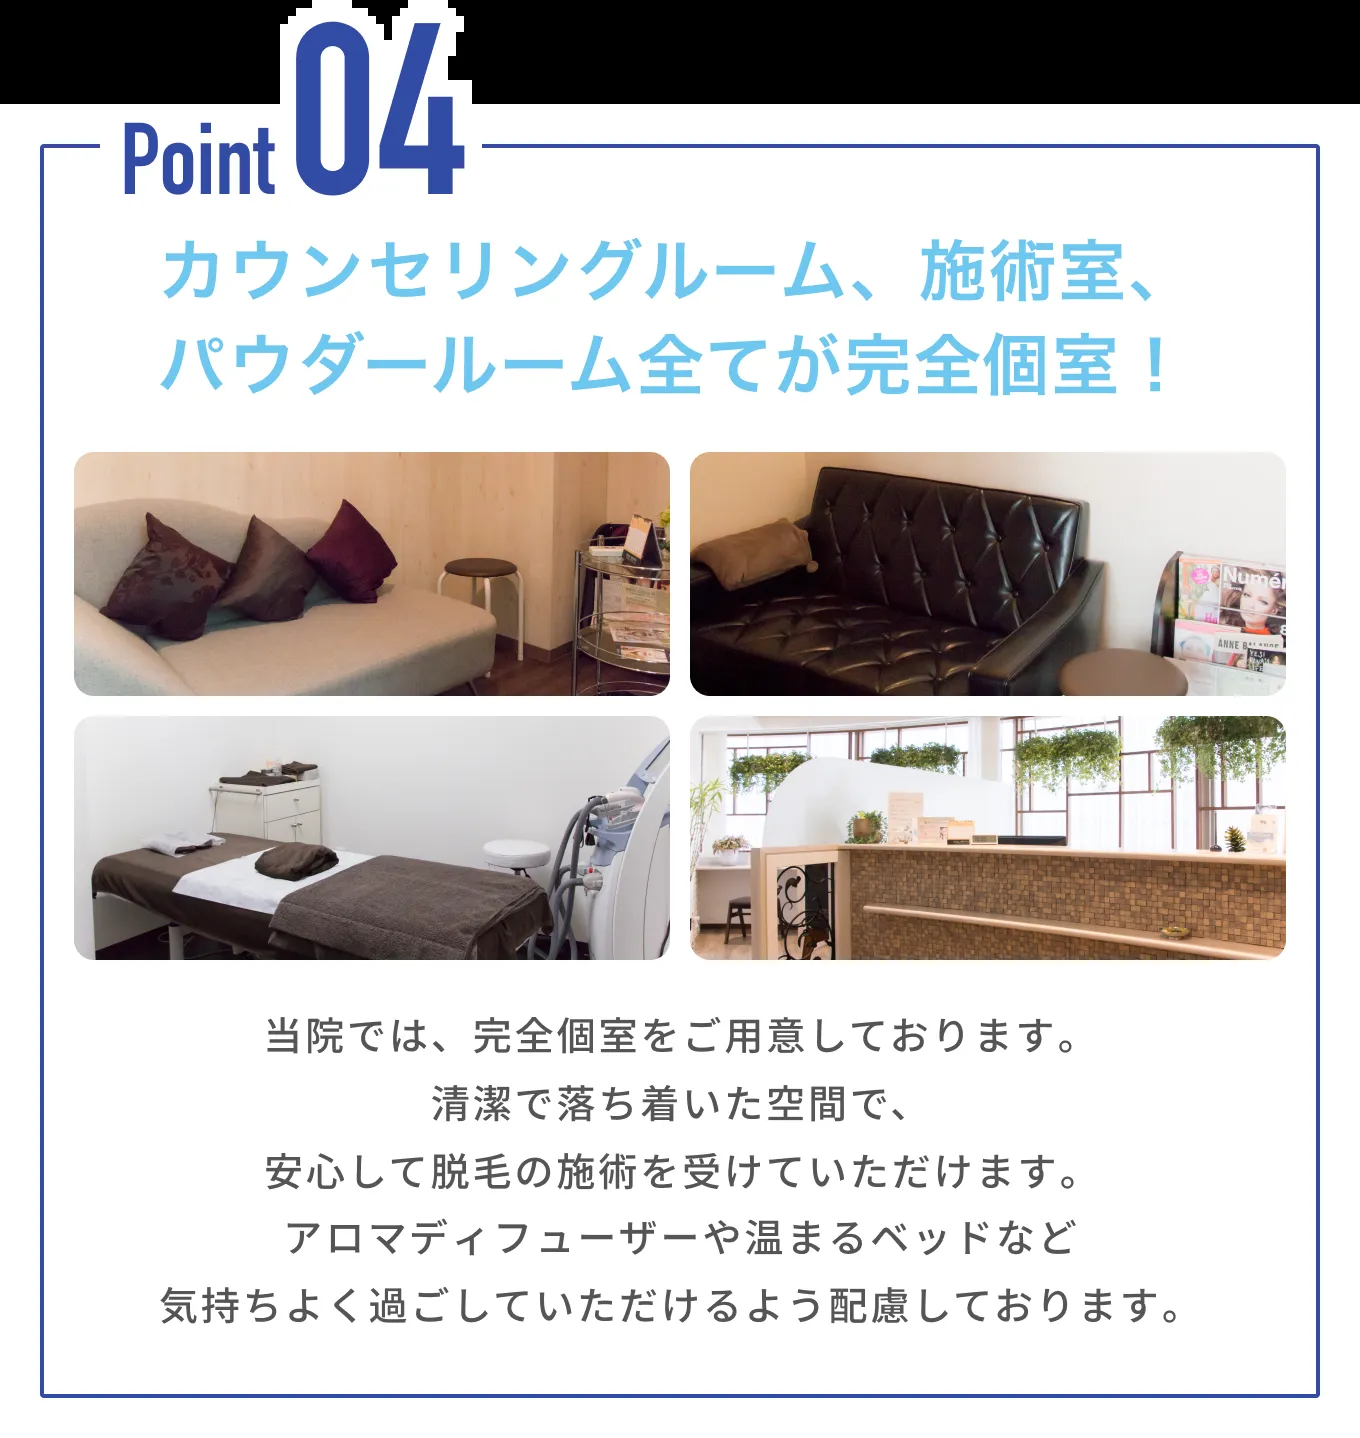 Point 04
カウンセリングルーム、施術室、
パウダールーム全てが完全個室！
Numér
ANNE
当院では、完全個室をご用意しております。
清潔で落ち着いた空間で、
安心して脱毛の施術を受けていただけます。
アロマディフューザーや温まるベッドなど
気持ちよく過ごしていただけるよう配慮しております。